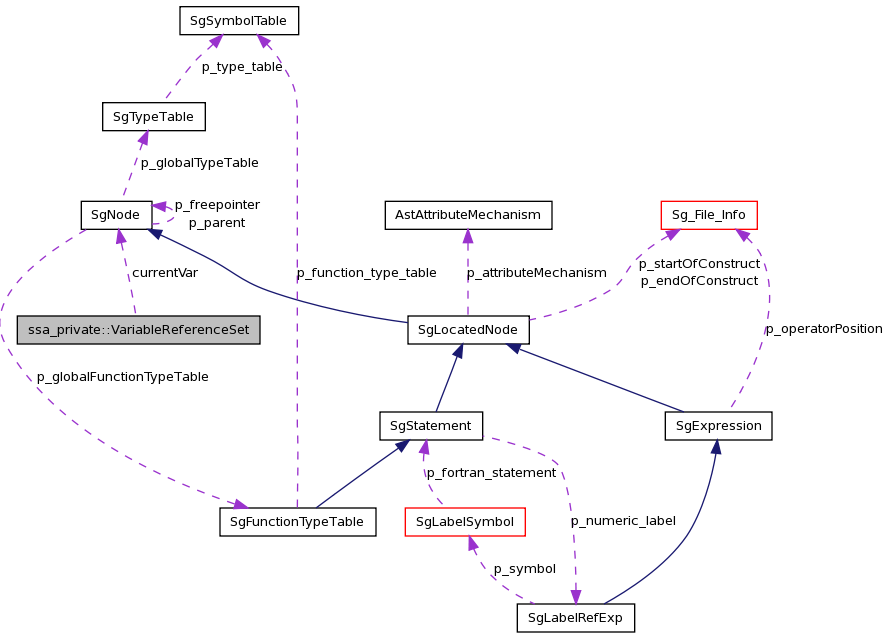 SgSymbolTable
p_type_table
SgTypeTable
p_globalTypeTable
SgNode
p_freepointer
p_parent
AstAttributeMechanism
Sg_File_Info
currentVar
p_function_type_table
p_attributeMechanism
p_startOfConstruct
p_endOfConstruct
ssa_private::VariableReferenceSet
SgLocatedNode
p_operatorPosition
p_globalFunctionTypeTable
SgStatement
SgExpression
p_fortran_statement
SgFunctionTypeTable
SgLabelSymbol
p_numeric_label
p_symbol
SgLabelRefExp